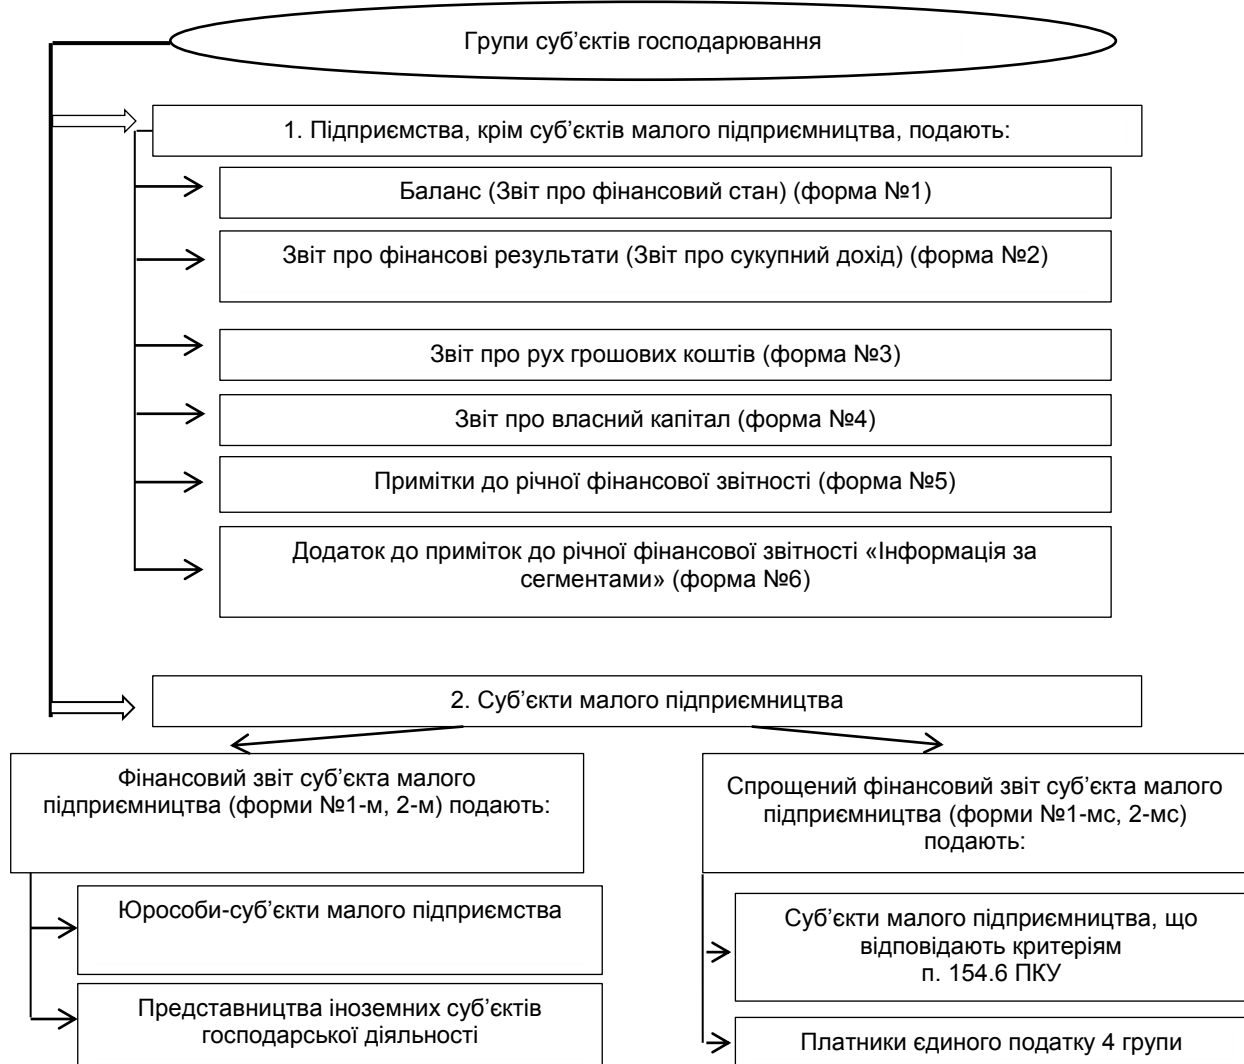 Групи суб’єктів господарювання
1. Підприємства, крім суб’єктів малого підприємництва, подають:
Баланс (Звіт про фінансовий стан) (форма №1)
Звіт про фінансові результати (Звіт про сукупний дохід) (форма №2)
Звіт про рух грошових коштів (форма №3)
Звіт про власний капітал (форма №4)
Примітки до річної фінансової звітності (форма №5)
Додаток до приміток до річної фінансової звітності «Інформація за
сегментами» (форма №6)
2. Суб’єкти малого підприємництва
Фінансовий звіт суб’єкта малого
підприємництва (форми №1-м, 2-м) подають:
Юрособи-суб’єкти малого підприємства
Представництва іноземних суб’єктів
господарської діяльності
Спрощений фінансовий звіт суб’єкта малого
підприємництва (форми №1-мс, 2-мс)
подають:
Суб’єкти малого підприємництва, що
відповідають критеріям
п. 154.6 ПКУ
Платники єдиного податку 4 групи